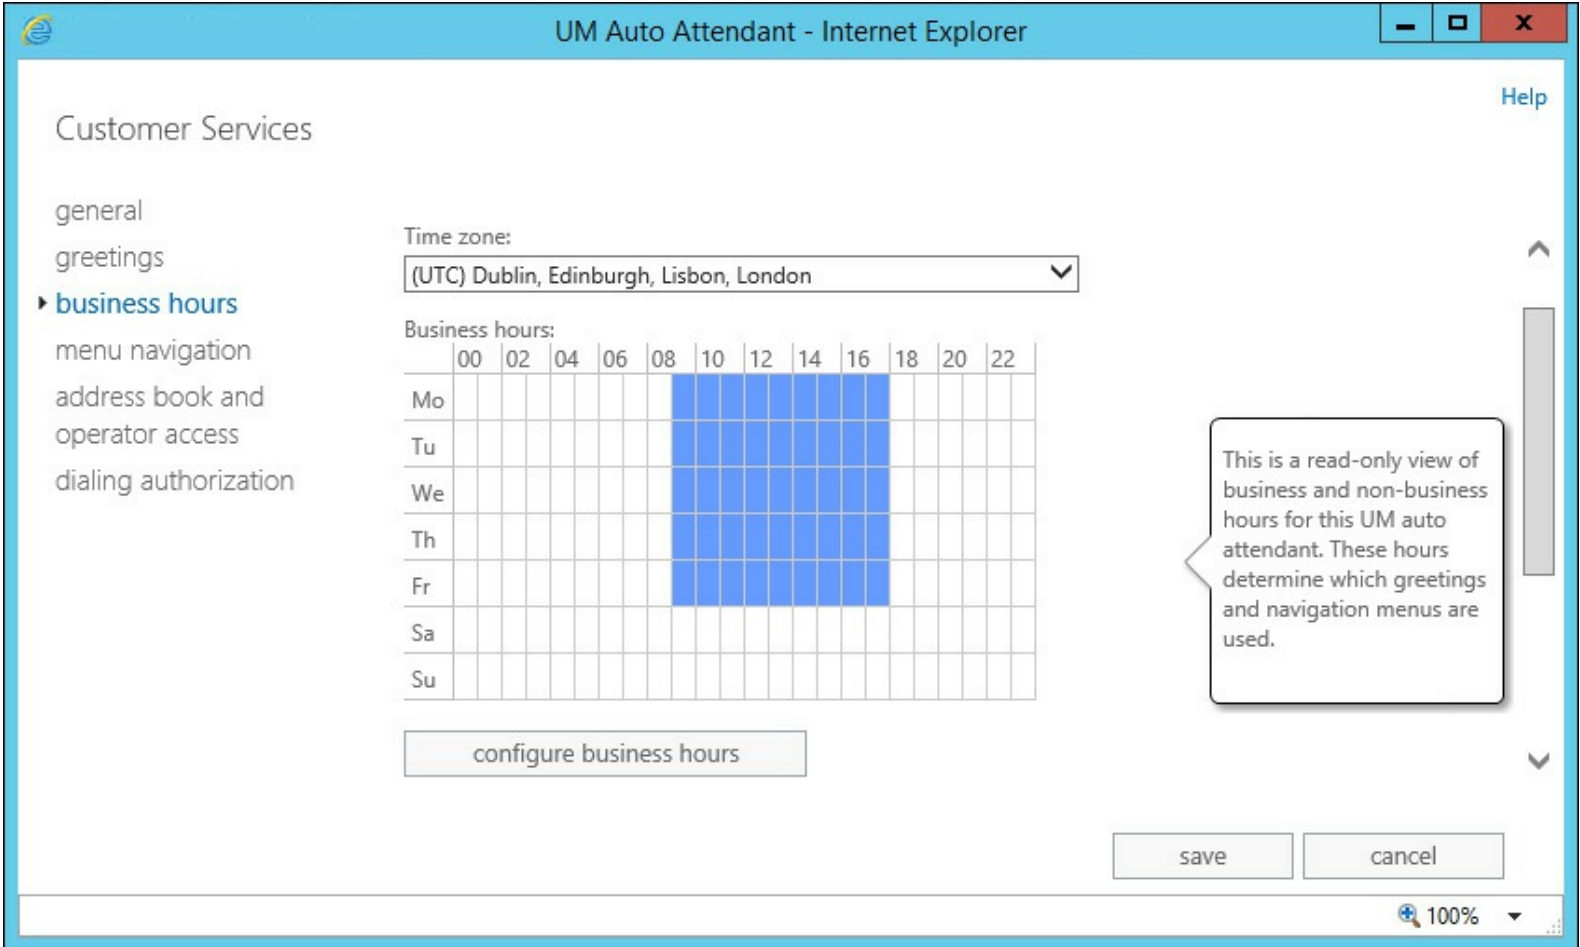 UM Auto Attendant - Internet Explorer
Help
Customer Services
general
greetings
business hours
menu navigation
address book and
operator access
dialing authorization
Time zone:
(UTC) Dublin, Edinburgh, Lisbon, London
Business hours:
00 02 04 06 08 10 12 14 16 18 20 22
Mo
Tu
We
Th
Fr
Sa
Su
configure business hours
This is a read-only view of
business and non-business
hours for this UM auto
attendant. These hours
determine which greetings
and navigation menus are
used.
save
cancel
100%